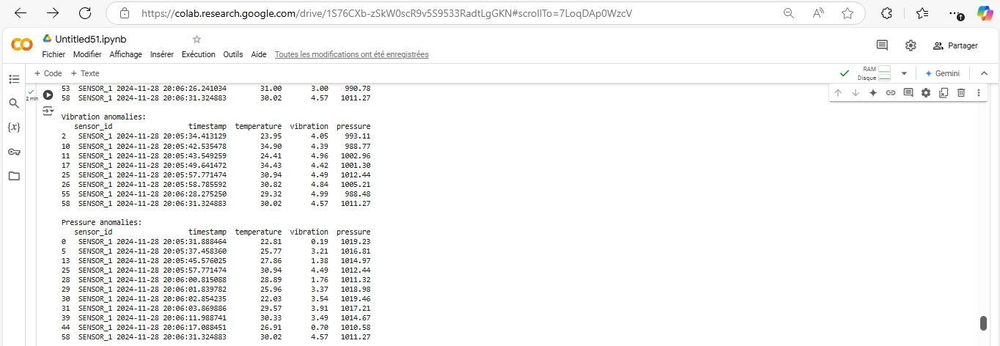 https://colab.research.google.com/drive/1S76CXb-zSkW0scR9v5S9533RadtLgGKN#scrollTo=7LoqDAp0WzcV
Untitled51.ipynb
Fichier Modifier Affichage Insérer Exécution Outils Aide Toutes les modifications ont été enregistrées
Partager
+ Code + Texte
RAM
Disque
Gemini
2 min
53 SENSOR_1 2024-11-28 20:06:26.241034 31.00 3.00 990.78
58 SENSOR_1 2024-11-28 20:06:31.324883 30.02 4.57 1011.27
Vibration anomalies:
sensor_id timestamp temperature vibration pressure
2 SENSOR_1 2024-11-28 20:05:34.413129 23.95 4.05 993.11
10 SENSOR_1 2024-11-28 20:05:42.535478 34.90 4.39 988.77
11 SENSOR_1 2024-11-28 20:05:43.549259 24.41 4.96 1002.96
17 SENSOR_1 2024-11-28 20:05:49.641472 34.43 4.42 1001.30
25 SENSOR_1 2024-11-28 20:05:57.771474 30.94 4.49 1012.44
26 SENSOR_1 2024-11-28 20:05:58.785592 30.82 4.84 1005.21
55 SENSOR_1 2024-11-28 20:06:28.275250 29.32 4.99 988.48
58 SENSOR_1 2024-11-28 20:06:31.324883 30.02 4.57 1011.27
Pressure anomalies:
sensor_id timestamp temperature vibration pressure
0 SENSOR_1 2024-11-28 20:05:31.888464 22.81 0.19 1019.23
5 SENSOR_1 2024-11-28 20:05:37.458360 25.77 3.21 1016.81
13 SENSOR_1 2024-11-28 20:05:45.576025 27.86 1.38 1014.97
25 SENSOR_1 2024-11-28 20:05:57.771474 30.94 4.49 1012.44
28 SENSOR_1 2024-11-28 20:06:00.815088 28.89 1.76 1011.32
29 SENSOR_1 2024-11-28 20:06:01.839782 25.96 3.37 1018.98
30 SENSOR_1 2024-11-28 20:06:02.854235 22.03 3.54 1019.46
31 SENSOR_1 2024-11-28 20:06:03.869886 29.57 3.91 1017.21
39 SENSOR_1 2024-11-28 20:06:11.988741 30.33 3.49 1014.67
44 SENSOR_1 2024-11-28 20:06:17.088451 26.91 0.70 1010.58
58 SENSOR_1 2024-11-28 20:06:31.324883 30.02 4.57 1011.27